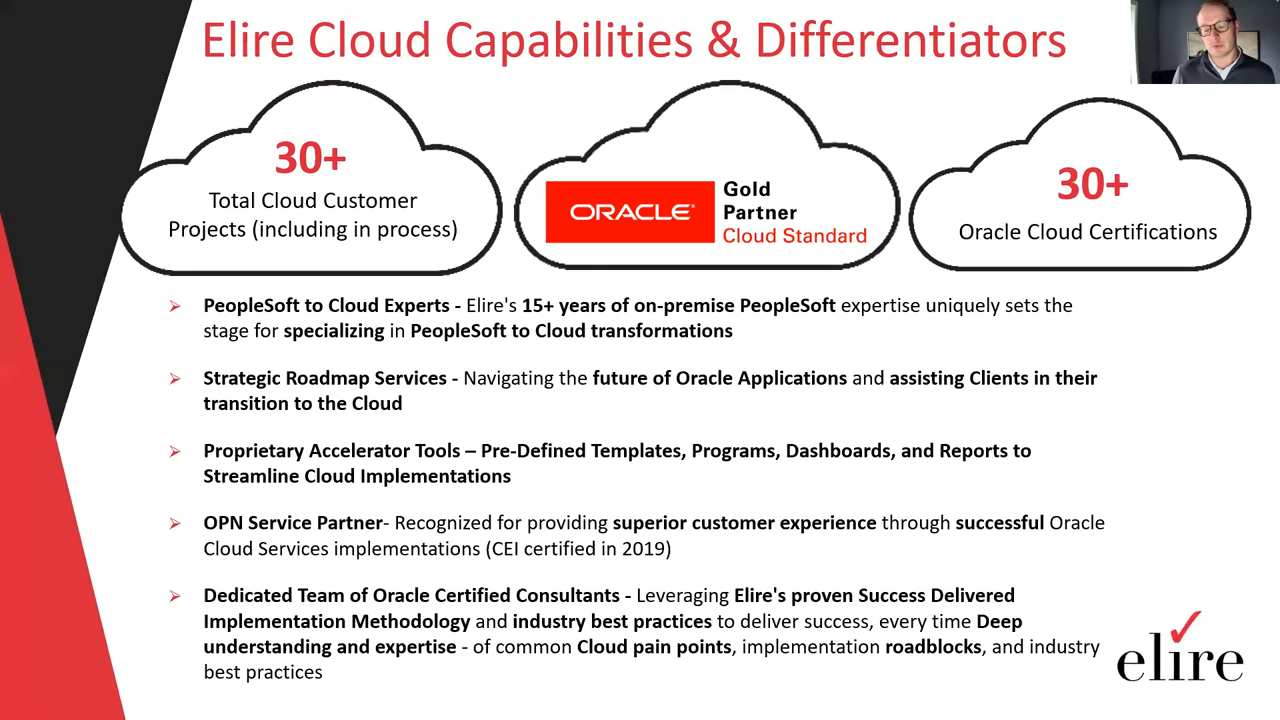 Elire Cloud Capabilities & Differentiators
30+
Total Cloud Customer
Projects (including in process)
ORACLE®
Gold
Partner
Cloud Standard
30+
Oracle Cloud Certifications
PeopleSoft to Cloud Experts - Elire's 15+ years of on-premise PeopleSoft expertise uniquely sets the
stage for specializing in PeopleSoft to Cloud transformations
Strategic Roadmap Services - Navigating the future of Oracle Applications and assisting Clients in their
transition to the Cloud
Proprietary Accelerator Tools – Pre-Defined Templates, Programs, Dashboards, and Reports to
Streamline Cloud Implementations
OPN Service Partner- Recognized for providing superior customer experience through successful Oracle
Cloud Services implementations (CEI certified in 2019)
Dedicated Team of Oracle Certified Consultants - Leveraging Elire's proven Success Delivered
Implementation Methodology and industry best practices to deliver success, every time Deep
understanding and expertise - of common Cloud pain points, implementation roadblocks, and industry
best practices
elire